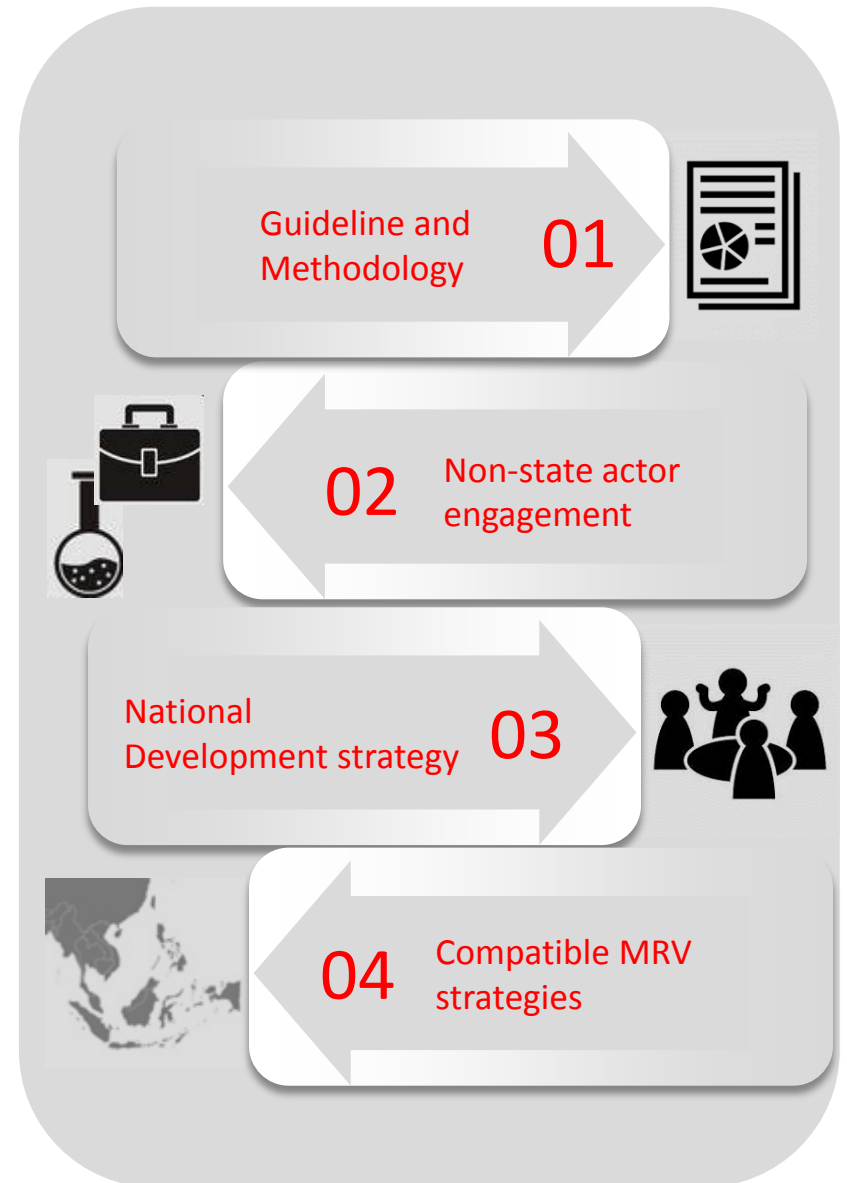 Guideline and
Methodology
01
02
Non-state actor
engagement
National
Development strategy
03
04
Compatible MRV
strategies